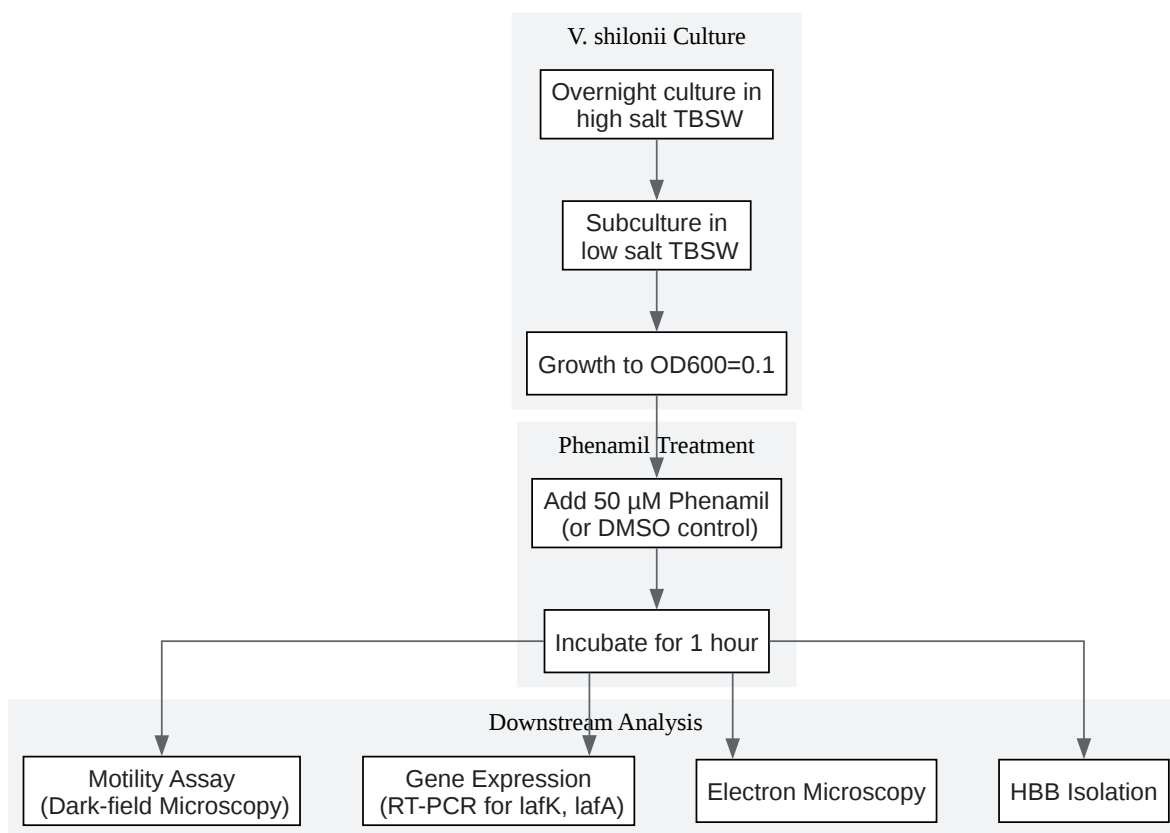 V. shilonii Culture
Overnight culture in
high salt TBSW
Subculture in
low salt TBSW
Growth to OD600=0.1
Phenamil Treatment
Add 50 µM Phenamil
(or DMSO control)
Incubate for 1 hour
Downstream Analysis
Motility Assay
(Dark-field Microscopy)
Gene Expression
(RT-PCR for lafK, lafA)
Electron Microscopy
HBB Isolation